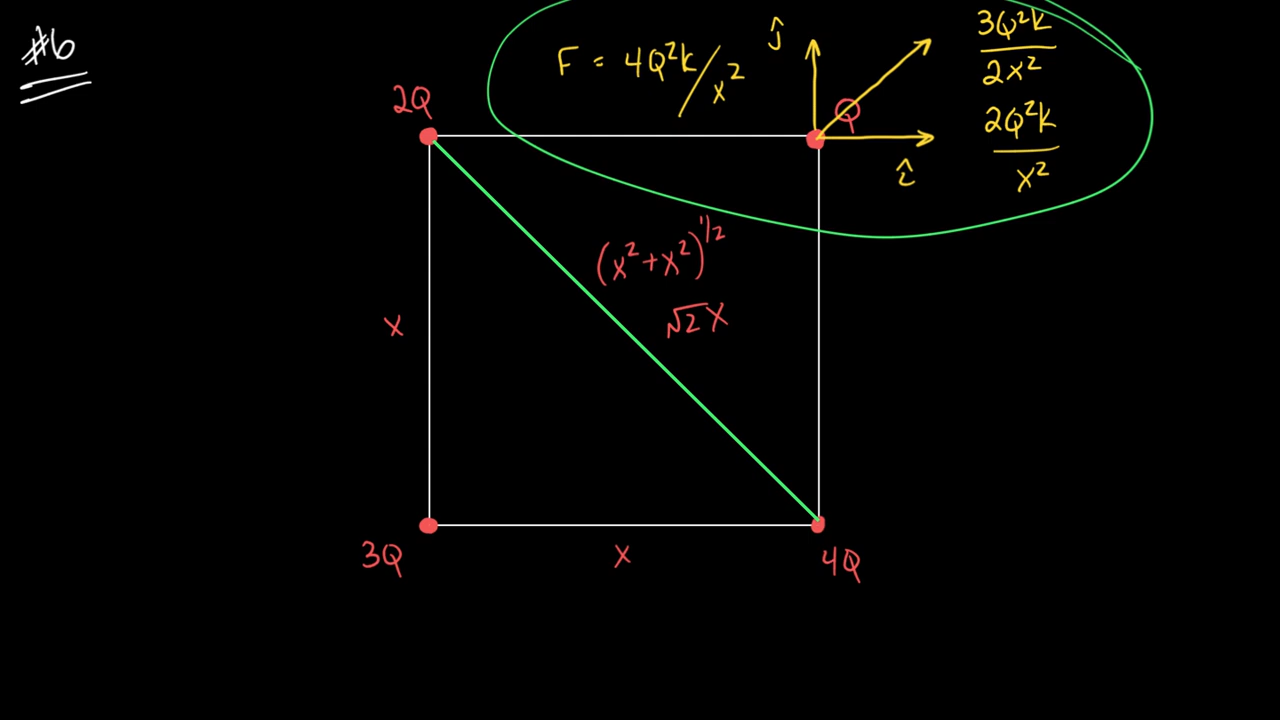 #6
F = 4Q²k/x²
ĵ
3Q²k
2x²
2Q
Q
2Q²k
x²
î
(x²+x²)^1/2
√2 x
x
3Q
x
4Q